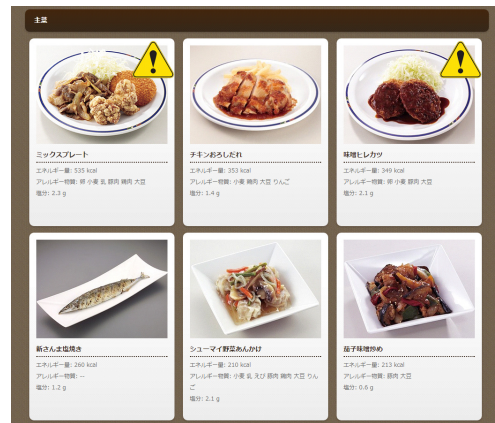 主菜
ミックスプレート
エネルギー量: 535 kcal
アレルギー物質: 卵 小麦 乳 豚肉 鶏肉 大豆
塩分: 2.3 g
チキンおろしだれ
エネルギー量: 353 kcal
アレルギー物質: 小麦 鶏肉 大豆 りんご
塩分: 1.4 g
味噌ヒレカツ
エネルギー量: 349 kcal
アレルギー物質: 卵 小麦 豚肉 大豆
塩分: 2.1 g
新さんま塩焼き
エネルギー量: 260 kcal
アレルギー物質: --
塩分: 1.2 g
シューマイ野菜あんかけ
エネルギー量: 210 kcal
アレルギー物質: 小麦 乳 えび 豚肉 鶏肉 大豆 りん
ご
塩分: 2.1 g
茄子味噌炒め
エネルギー量: 213 kcal
アレルギー物質: 豚肉 大豆
塩分: 0.6 g